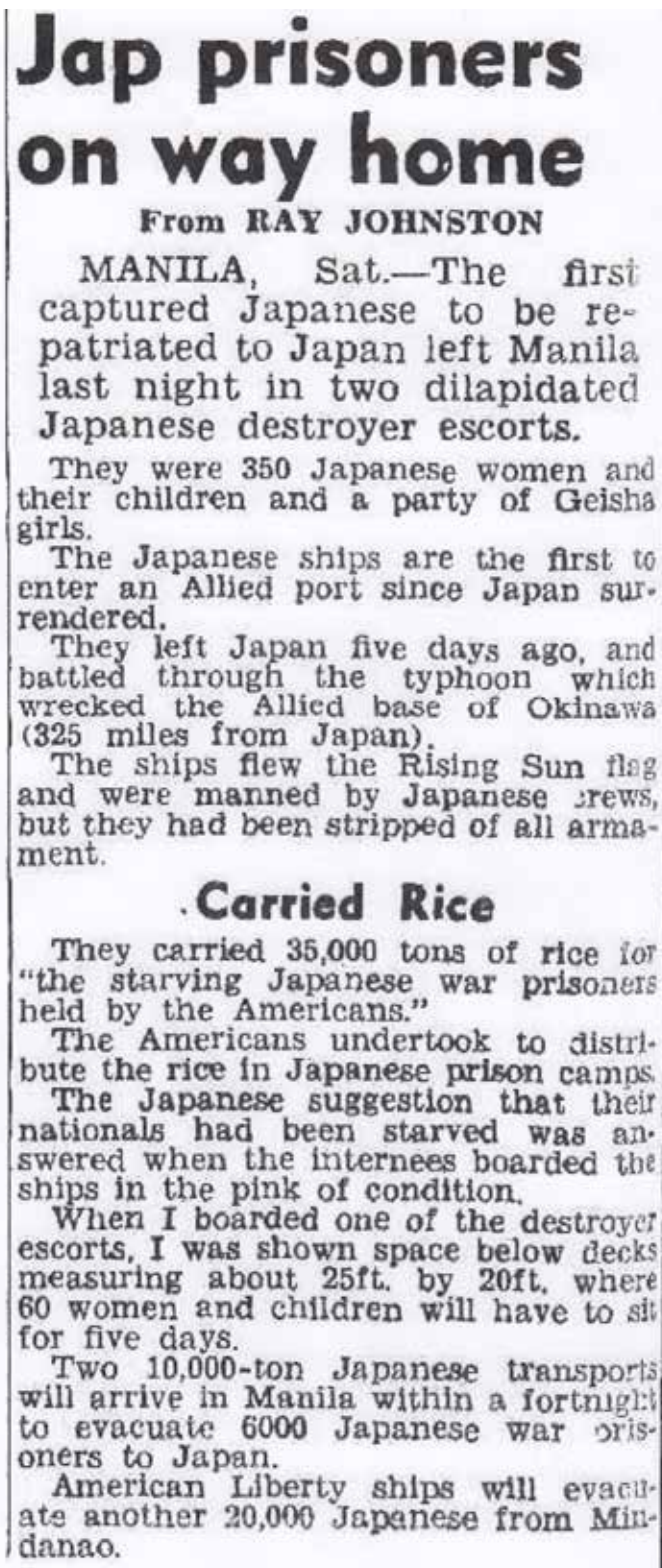 Jap prisoners
on way home
From RAY JOHNSTON
MANILA, Sat.—The first
captured Japanese to be re-
patriated to Japan left Manila
last night in two dilapidated
Japanese destroyer escorts.
They were 350 Japanese women and
their children and a party of Geisha
girls.
The Japanese ships are the first to
enter an Allied port since Japan sur-
rendered.
They left Japan five days ago, and
battled through the typhoon which
wrecked the Allied base of Okinawa
(325 miles from Japan).
The ships flew the Rising Sun flag
and were manned by Japanese crews,
but they had been stripped of all arma-
ment.
Carried Rice
They carried 35,000 tons of rice for
"the starving Japanese war prisoners
held by the Americans."
The Americans undertook to distri-
bute the rice in Japanese prison camps.
The Japanese suggestion that their
nationals had been starved was an-
swered when the internees boarded the
ships in the pink of condition.
When I boarded one of the destroyer
escorts, I was shown space below decks
measuring about 25ft. by 20ft. where
60 women and children will have to sit
for five days.
Two 10,000-ton Japanese transports
will arrive in Manila within a fortnight
to evacuate 6000 Japanese war pris-
oners to Japan.
American Liberty ships will evacu-
ate another 20,000 Japanese from Min-
danao.